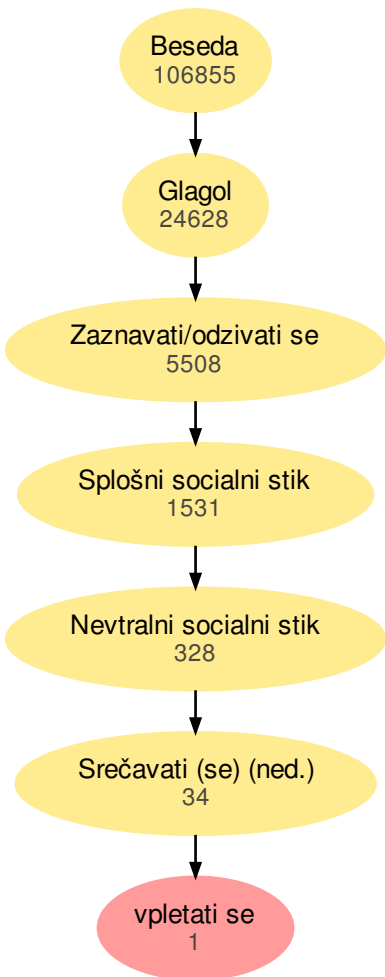 Beseda
106855
Glagol
24628
Zaznavati/odzivati se
5508
Splošni socialni stik
1531
Nevtralni socialni stik
328
Srečavati (se) (ned.)
34
vpletati se
1